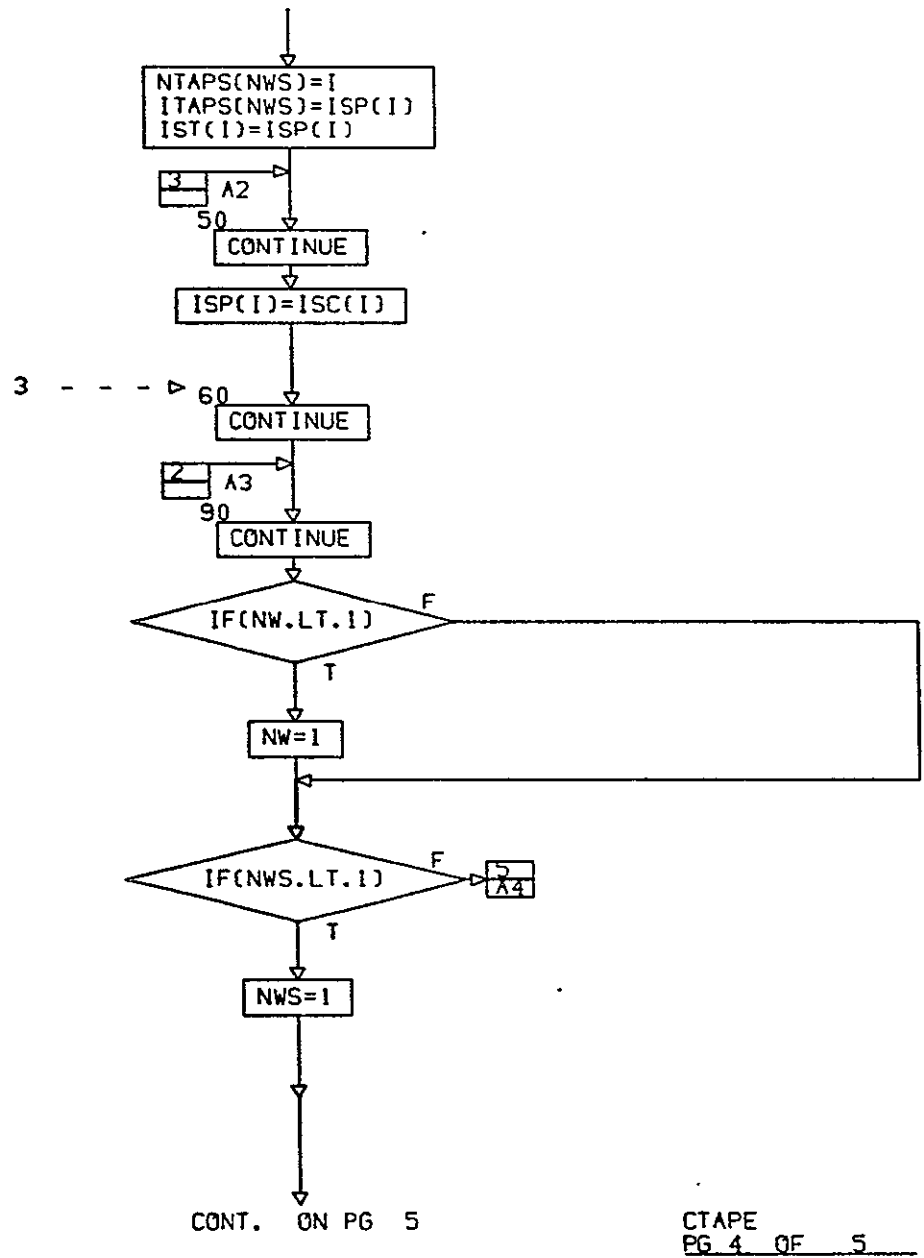 NTAPS(NWS)=I
ITAPS(NWS)=ISP(I)
IST(I)=ISP(I)
3
A2
50
CONTINUE
ISP(I)=ISC(I)
3 - - -
60
CONTINUE
2
A3
90
CONTINUE
IF(NW.LT.1)
F
T
NW=1
IF(NWS.LT.1)
F
5
A4
T
NWS=1
CONT. ON PG 5
CTAPE
PG 4 OF 5